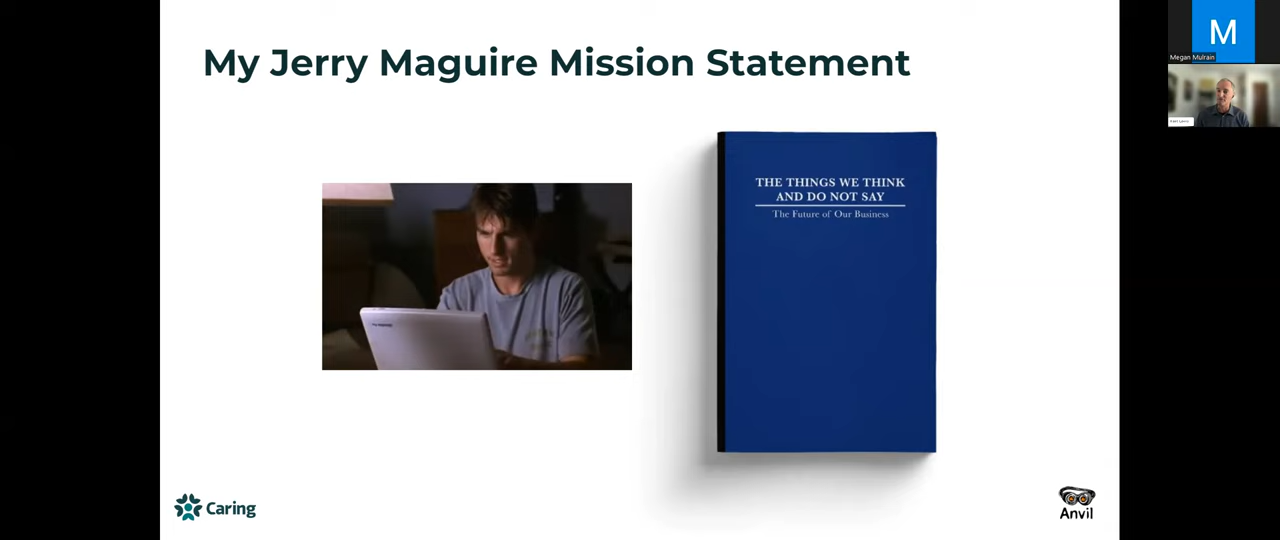 My Jerry Maguire Mission Statement
THE THINGS WE THINK
AND DO NOT SAY
The Future of Our Business
Caring
Anvil
M
Megan Mulrain